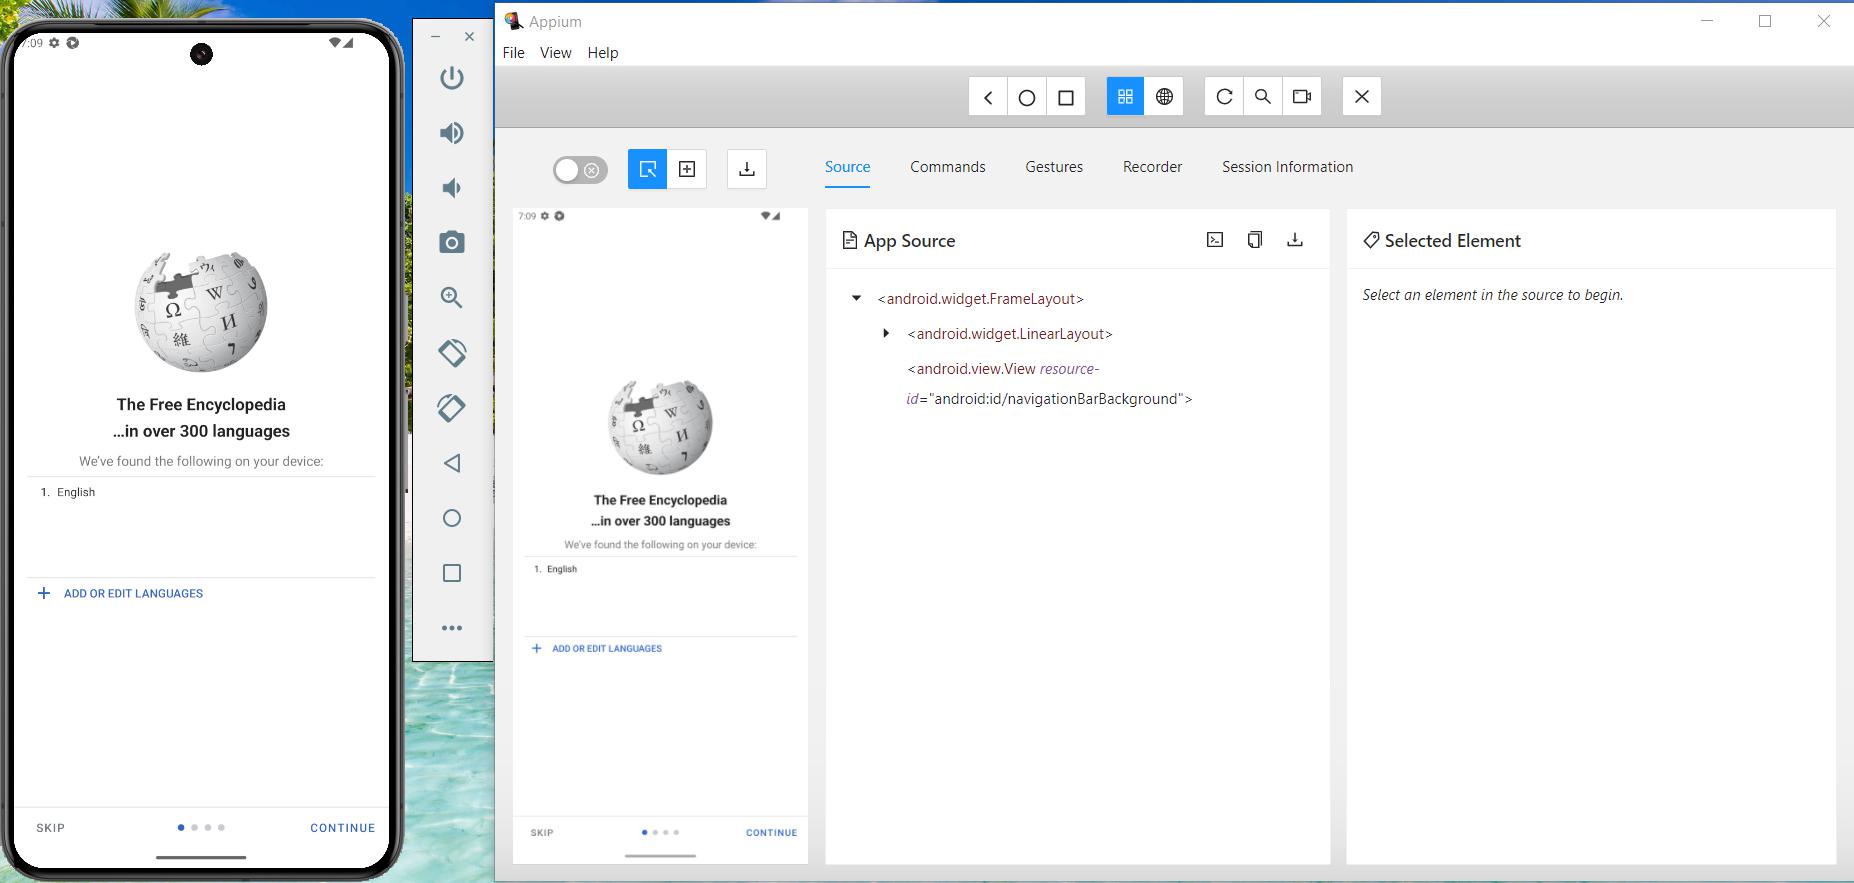 7:09
The Free Encyclopedia
…in over 300 languages
We've found the following on your device:
1. English
ADD OR EDIT LANGUAGES
SKIP
CONTINUE
Appium
File View Help
Source Commands Gestures Recorder Session Information
7:09
The Free Encyclopedia
...in over 300 languages
We've found the following on your device:
1. English
ADD OR EDIT LANGUAGES
SKIP
CONTINUE
App Source
<android.widget.FrameLayout>
<android.widget.LinearLayout>
<android.view.View resource-
id="android:id/navigationBarBackground">
Selected Element
Select an element in the source to begin.